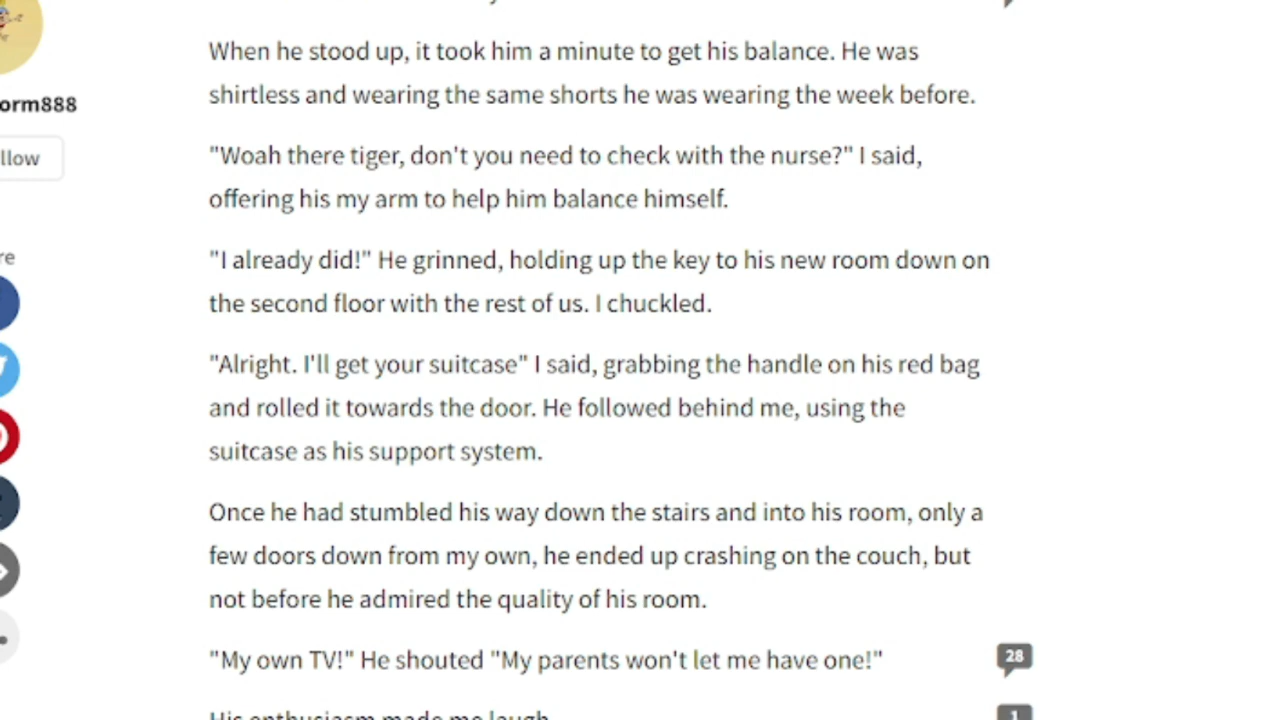 orm888
llow
re
When he stood up, it took him a minute to get his balance. He was
shirtless and wearing the same shorts he was wearing the week before.
"Woah there tiger, don't you need to check with the nurse?" I said,
offering his my arm to help him balance himself.
"I already did!" He grinned, holding up the key to his new room down on
the second floor with the rest of us. I chuckled.
"Alright. I'll get your suitcase" I said, grabbing the handle on his red bag
and rolled it towards the door. He followed behind me, using the
suitcase as his support system.
Once he had stumbled his way down the stairs and into his room, only a
few doors down from my own, he ended up crashing on the couch, but
not before he admired the quality of his room.
"My own TV!" He shouted "My parents won't let me have one!"
28
His enthusiasm made me laugh
1